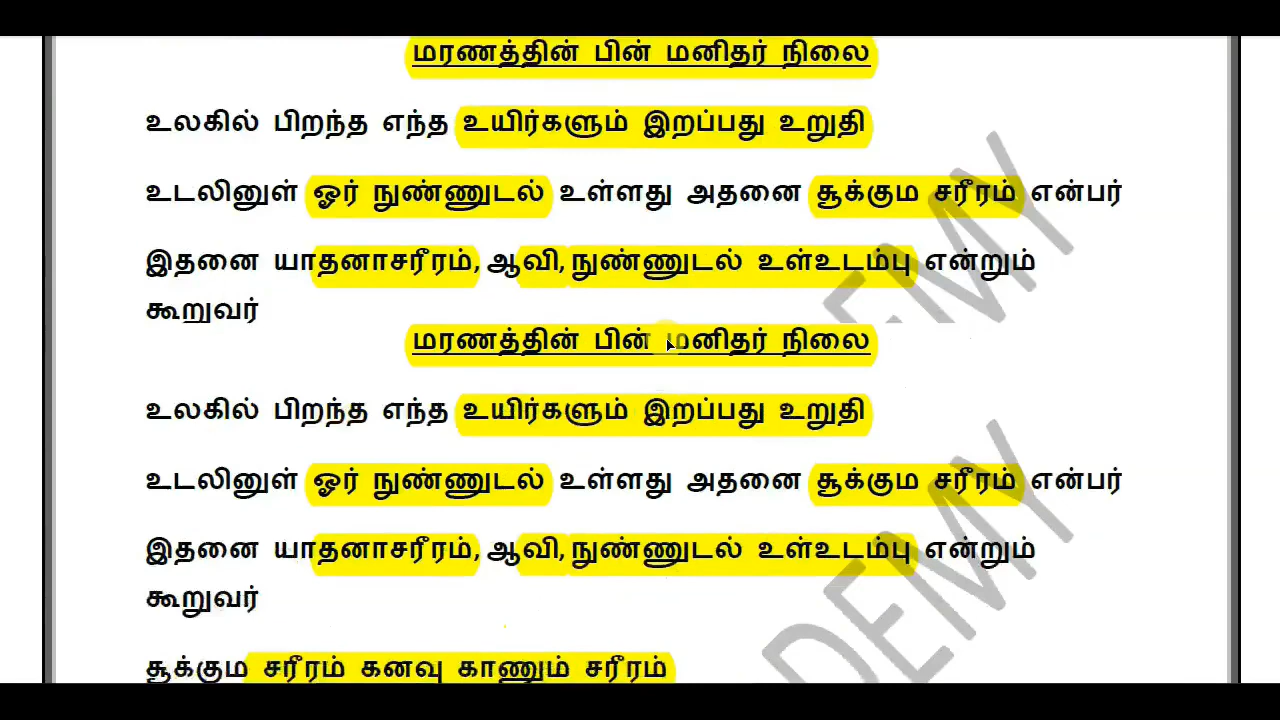 மரணத்தின் பின் மனிதர் நிலை
உலகில் பிறந்த எந்த உயிர்களும் இறப்பது உறுதி
உடலினுள் ஓர் நுண்ணுடல் உள்ளது அதனை சூக்கும சரீரம் என்பர்
இதனை யாதனாசரீரம், ஆவி, நுண்ணுடல் உள்உடம்பு என்றும்
கூறுவர்
மரணத்தின் பின் மனிதர் நிலை
உலகில் பிறந்த எந்த உயிர்களும் இறப்பது உறுதி
உடலினுள் ஓர் நுண்ணுடல் உள்ளது அதனை சூக்கும சரீரம் என்பர்
இதனை யாதனாசரீரம், ஆவி, நுண்ணுடல் உள்உடம்பு என்றும்
கூறுவர்
சூக்கும சரீரம் கனவு காணும் சரீரம்
EMY
DEMY